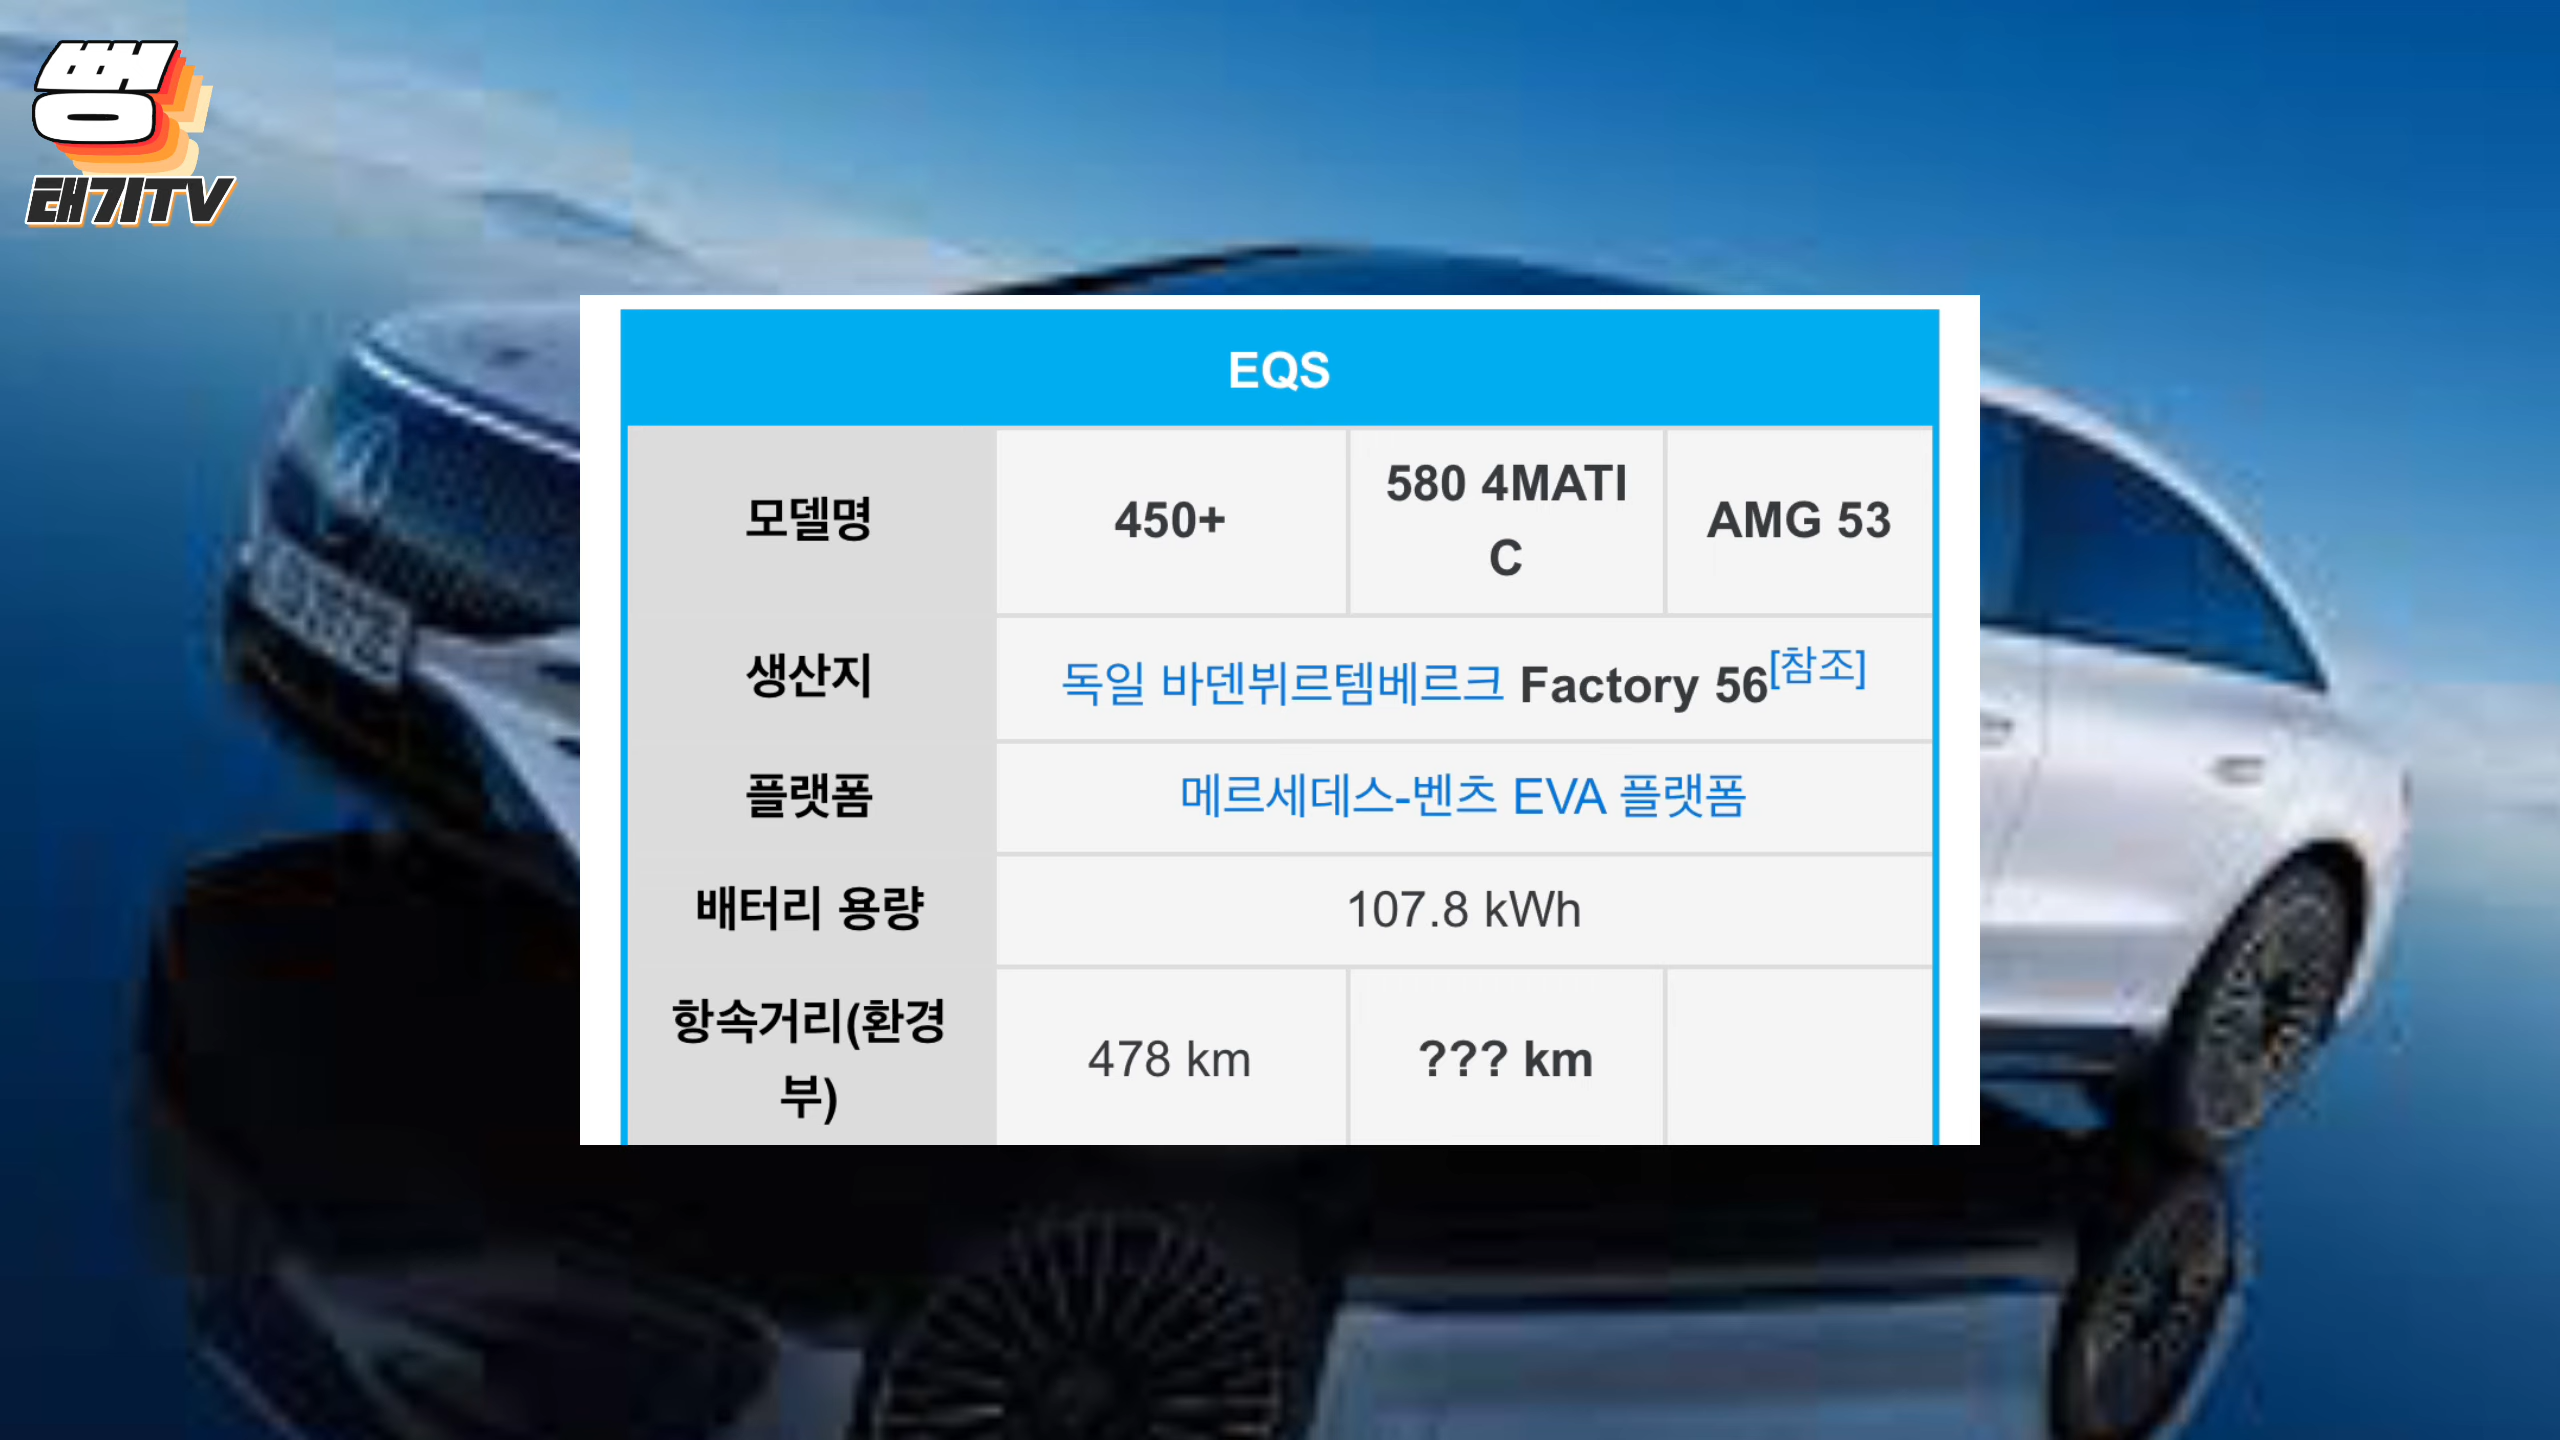 뻥
태기TV
EQS
모델명 450+ 580 4MATI
C AMG 53
생산지 독일 바덴뷔르템베르크 Factory 56[참조]
플랫폼 메르세데스-벤츠 EVA 플랫폼
배터리 용량 107.8 kWh
항속거리(환경
부) 478 km ??? km